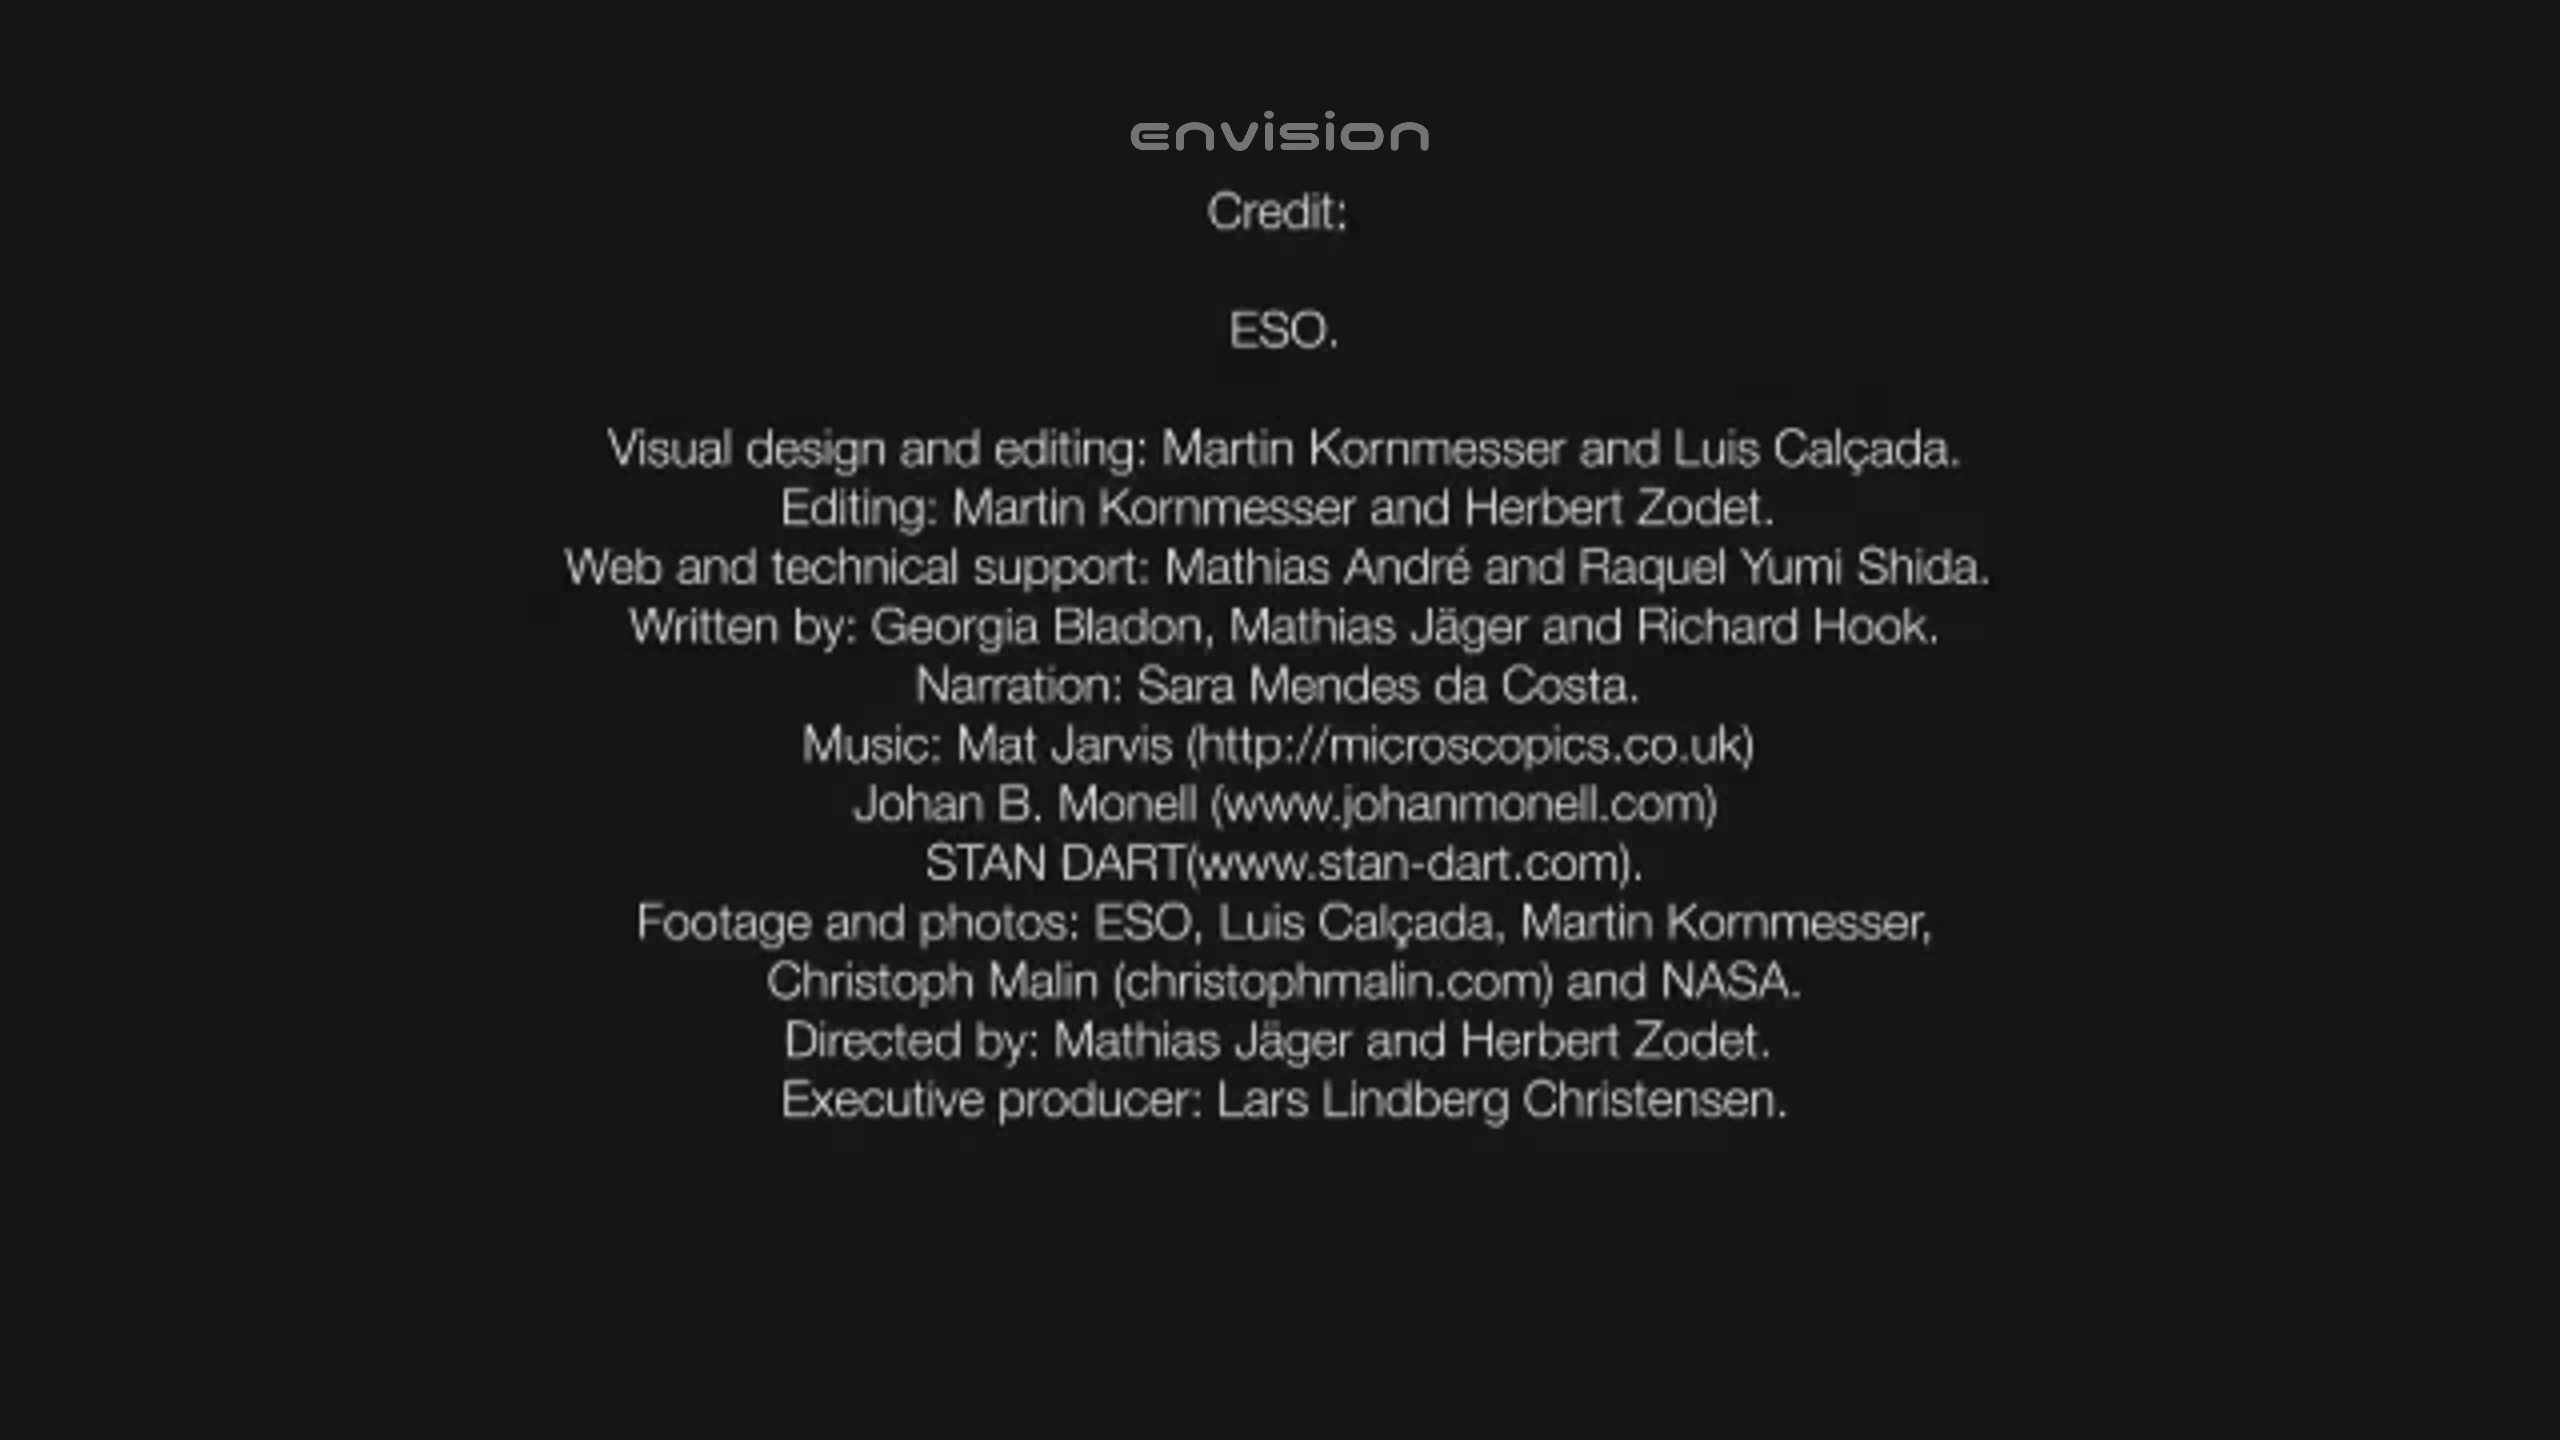 envision
Credit:
ESO.
Visual design and editing: Martin Kornmesser and Luis Calçada.
Editing: Martin Kornmesser and Herbert Zodet.
Web and technical support: Mathias André and Raquel Yumi Shida.
Written by: Georgia Bladon, Mathias Jäger and Richard Hook.
Narration: Sara Mendes da Costa.
Music: Mat Jarvis (http://microscopics.co.uk)
Johan B. Monell (www.johanmonell.com)
STAN DART(www.stan-dart.com).
Footage and photos: ESO, Luis Calçada, Martin Kornmesser,
Christoph Malin (christophmalin.com) and NASA.
Directed by: Mathias Jäger and Herbert Zodet.
Executive producer: Lars Lindberg Christensen.